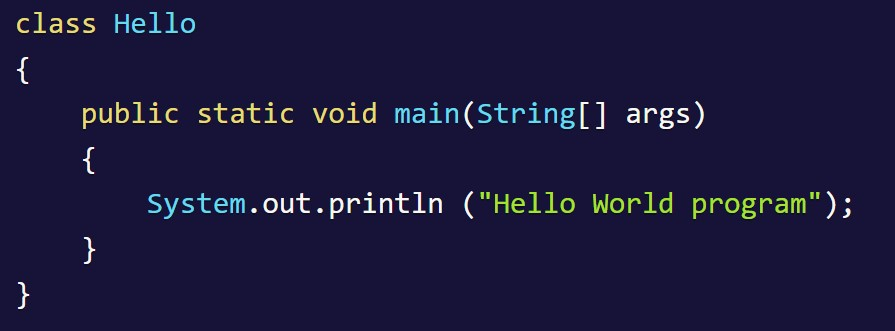 class Hello
{
    public static void main(String[] args)
    {
        System.out.println ("Hello World program");
    }
}